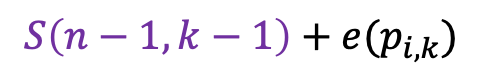 S(n − 1, k − 1) + e(p_{i,k})